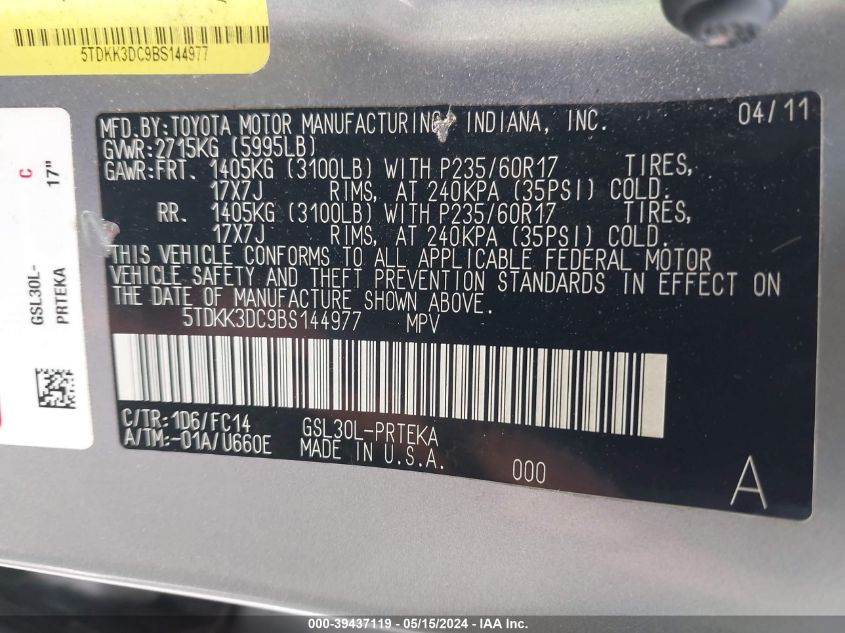 5TDKK3DC9BS144977
C
17"
GSL30L-
PRTEKA
MFD.BY:TOYOTA MOTOR MANUFACTURING, INDIANA, INC. 04/11
GVWR:2715KG (5995LB)
GAWR:FRT. 1405KG (3100LB) WITH P235/60R17 TIRES,
17X7J RIMS, AT 240KPA (35PSI) COLD.
RR. 1405KG (3100LB) WITH P235/60R17 TIRES,
17X7J RIMS, AT 240KPA (35PSI) COLD.
THIS VEHICLE CONFORMS TO ALL APPLICABLE FEDERAL MOTOR
VEHICLE SAFETY AND THEFT PREVENTION STANDARDS IN EFFECT ON
THE DATE OF MANUFACTURE SHOWN ABOVE.
5TDKK3DC9BS144977 MPV
C/TR:1D6/FC14 GSL30L-PRTEKA
A/TM:-01A/U660E MADE IN U.S.A. 000
A
000-39437119 - 05/15/2024 - IAA Inc.